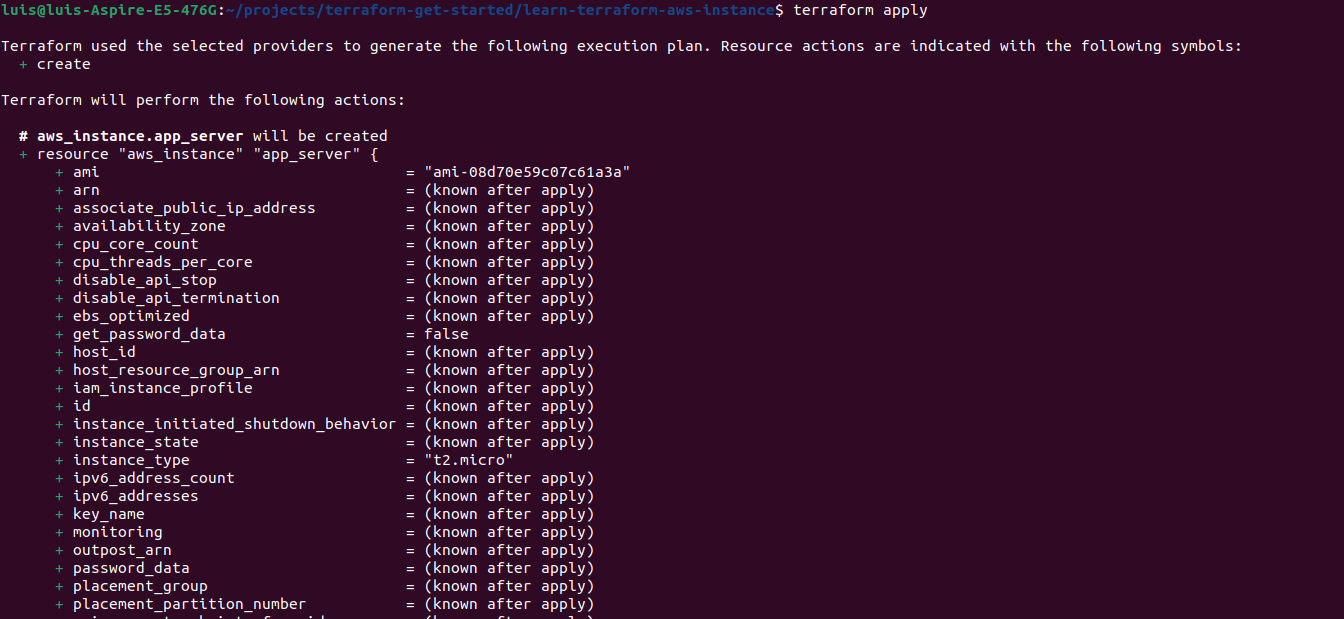 luis@luis-Aspire-E5-476G:~/projects/terraform-get-started/learn-terraform-aws-instance$ terraform apply
Terraform used the selected providers to generate the following execution plan. Resource actions are indicated with the following symbols:
+ create
Terraform will perform the following actions:
# aws_instance.app_server will be created
+ resource "aws_instance" "app_server" {
+ ami = "ami-08d70e59c07c61a3a"
+ arn = (known after apply)
+ associate_public_ip_address = (known after apply)
+ availability_zone = (known after apply)
+ cpu_core_count = (known after apply)
+ cpu_threads_per_core = (known after apply)
+ disable_api_stop = (known after apply)
+ disable_api_termination = (known after apply)
+ ebs_optimized = (known after apply)
+ get_password_data = false
+ host_id = (known after apply)
+ host_resource_group_arn = (known after apply)
+ iam_instance_profile = (known after apply)
+ id = (known after apply)
+ instance_initiated_shutdown_behavior = (known after apply)
+ instance_state = (known after apply)
+ instance_type = "t2.micro"
+ ipv6_address_count = (known after apply)
+ ipv6_addresses = (known after apply)
+ key_name = (known after apply)
+ monitoring = (known after apply)
+ outpost_arn = (known after apply)
+ password_data = (known after apply)
+ placement_group = (known after apply)
+ placement_partition_number = (known after apply)